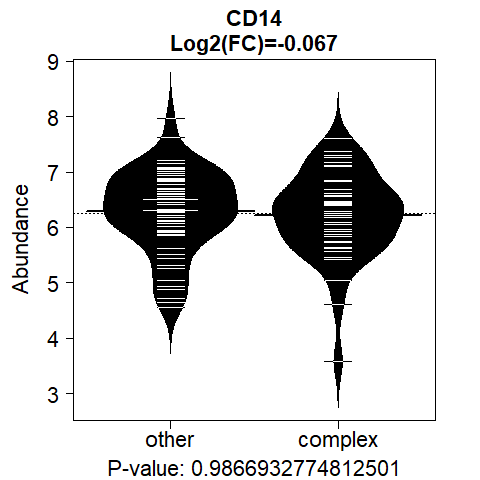 CD14
Log2(FC)=-0.067
9
8
7
6
5
4
3
Abundance
other complex
P-value: 0.9866932774812501